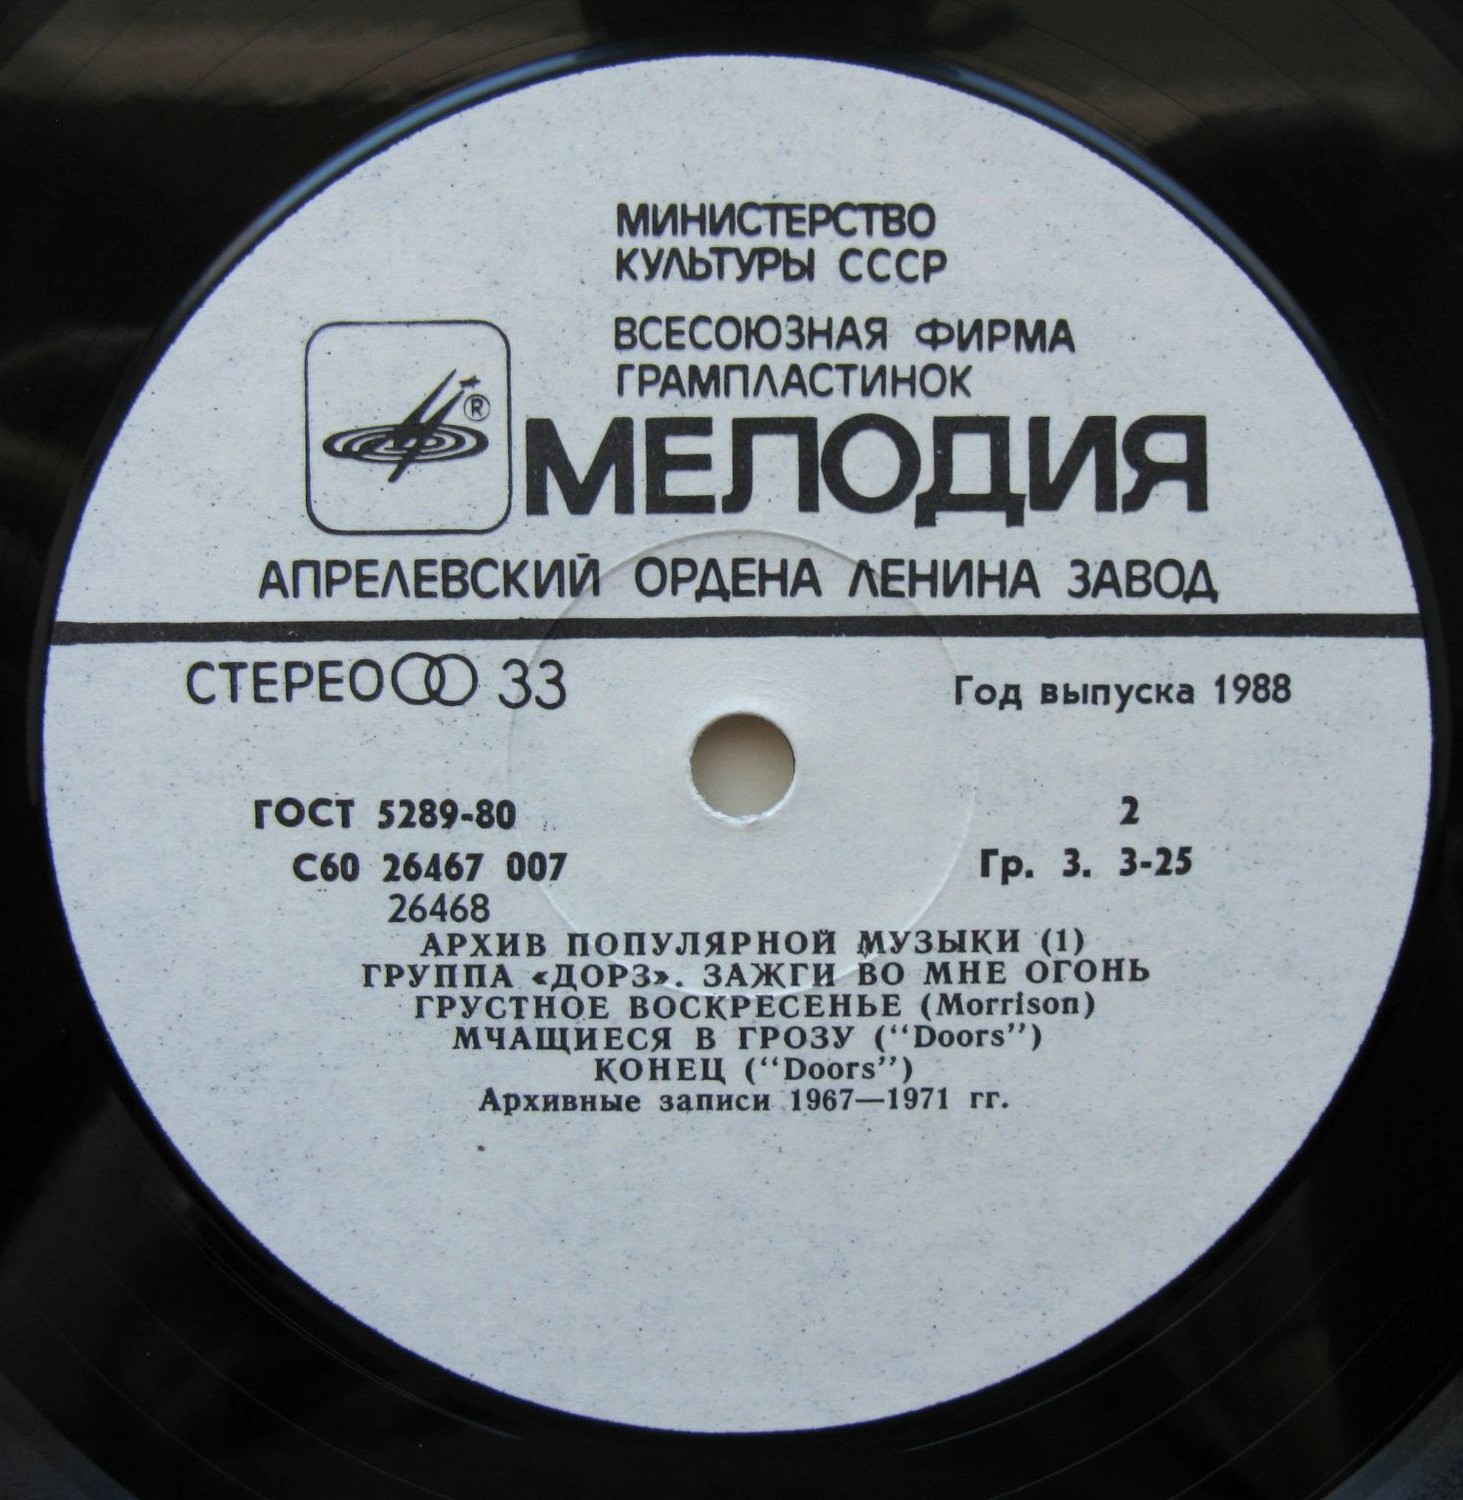 МИНИСТЕРСТВО
КУЛЬТУРЫ СССР
ВСЕСОЮЗНАЯ ФИРМА
ГРАМПЛАСТИНОК
®
МЕЛОДИЯ
АПРЕЛЕВСКИЙ ОРДЕНА ЛЕНИНА ЗАВОД
СТЕРЕО 33
Год выпуска 1988
ГОСТ 5289-80
2
С60 26467 007
Гр. 3. 3-25
26468
АРХИВ ПОПУЛЯРНОЙ МУЗЫКИ (1)
ГРУППА «ДОРЗ». ЗАЖГИ ВО МНЕ ОГОНЬ
ГРУСТНОЕ ВОСКРЕСЕНЬЕ (Morrison)
МЧАЩИЕСЯ В ГРОЗУ (“Doors”)
КОНЕЦ (“Doors”)
Архивные записи 1967—1971 гг.